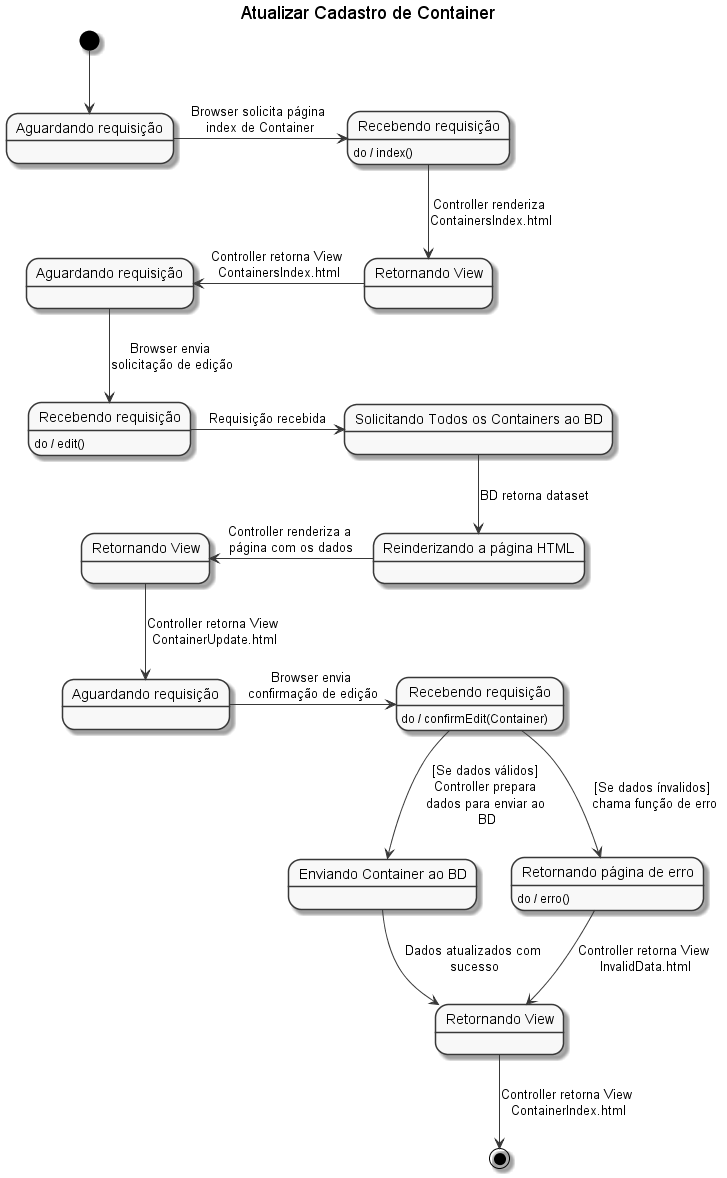 Atualizar Cadastro de Container
Aguardando requisição
Browser solicita página
index de Container
Recebendo requisição
do / index()
Controller renderiza
ContainersIndex.html
Retornando View
Controller retorna View
ContainersIndex.html
Aguardando requisição
Browser envia
solicitação de edição
Recebendo requisição
do / edit()
Requisição recebida
Solicitando Todos os Containers ao BD
BD retorna dataset
Reinderizando a página HTML
Controller renderiza a
página com os dados
Retornando View
Controller retorna View
ContainerUpdate.html
Aguardando requisição
Browser envia
confirmação de edição
Recebendo requisição
do / confirmEdit(Container)
[Se dados válidos]
Controller prepara
dados para enviar ao
BD
[Se dados ínvalidos]
chama função de erro
Enviando Container ao BD
Retornando página de erro
do / erro()
Dados atualizados com
sucesso
Controller retorna View
InvalidData.html
Retornando View
Controller retorna View
ContainerIndex.html